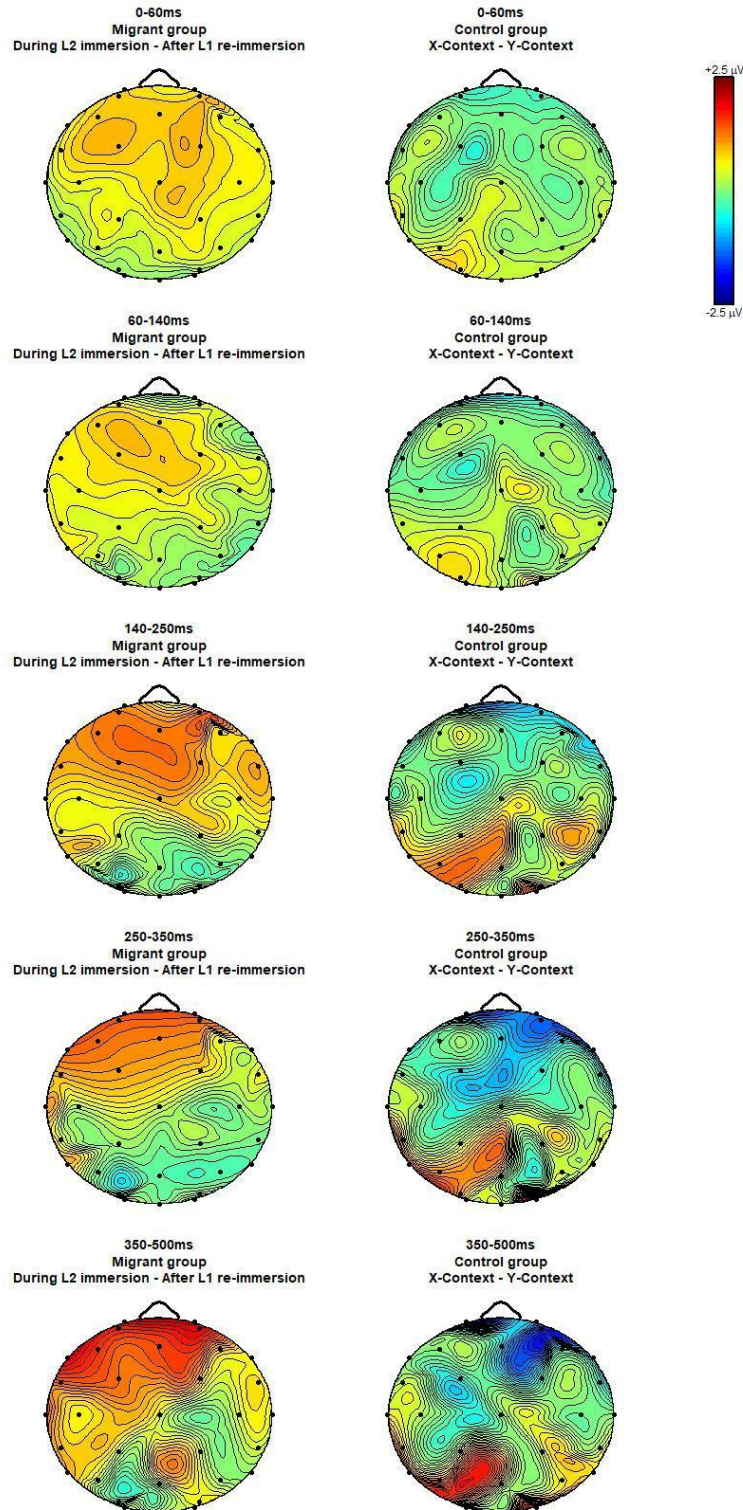 0-60ms
Migrant group
During L2 immersion - After L1 re-immersion
0-60ms
Control group
X-Context - Y-Context
+2.5 µV
-2.5 µV
60-140ms
Migrant group
During L2 immersion - After L1 re-immersion
60-140ms
Control group
X-Context - Y-Context
140-250ms
Migrant group
During L2 immersion - After L1 re-immersion
140-250ms
Control group
X-Context - Y-Context
250-350ms
Migrant group
During L2 immersion - After L1 re-immersion
250-350ms
Control group
X-Context - Y-Context
350-500ms
Migrant group
During L2 immersion - After L1 re-immersion
350-500ms
Control group
X-Context - Y-Context